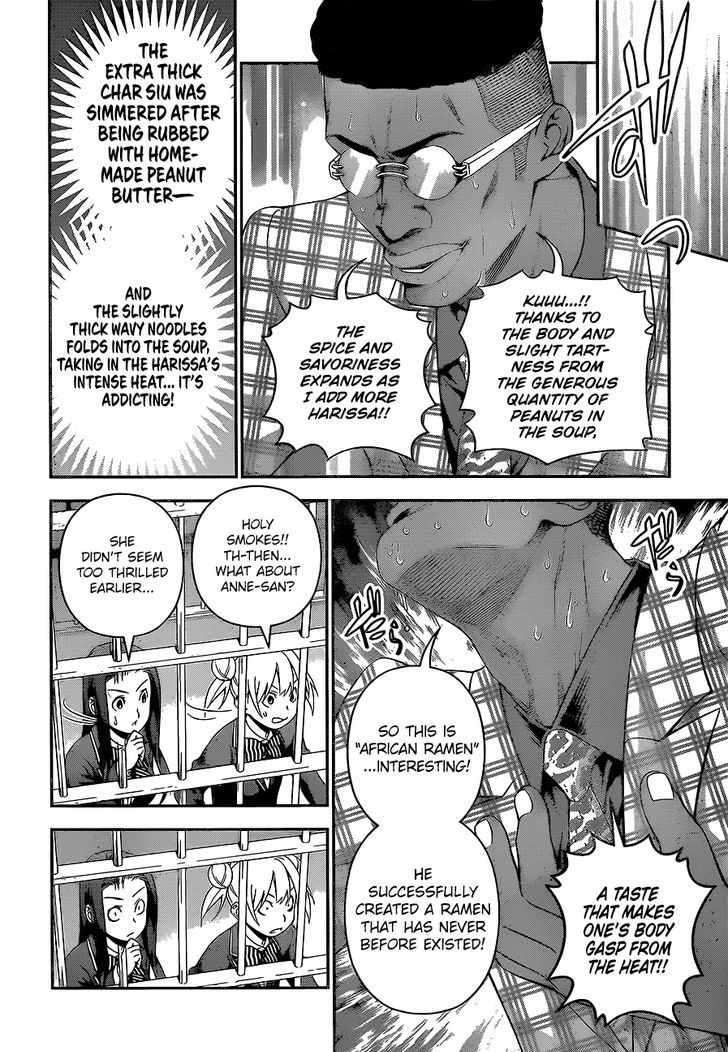 KUUU...!!
THANKS TO
THE BODY AND
SLIGHT TART-
NESS FROM
THE GENEROUS
QUANTITY OF
PEANUTS IN
THE SOUP,
THE
SPICE AND
SAVORINESS
EXPANDS AS
I ADD MORE
HARISSA!!
THE
EXTRA THICK
CHAR SIU WAS
SIMMERED AFTER
BEING RUBBED
WITH HOME-
MADE PEANUT
BUTTER—
AND
THE SLIGHTLY
THICK WAVY NOODLES
FOLDS INTO THE SOUP,
TAKING IN THE HARISSA'S
INTENSE HEAT... IT'S
ADDICTING!
A TASTE
THAT MAKES
ONE'S BODY
GASP FROM
THE HEAT!!
SO THIS IS
"AFRICAN RAMEN"
...INTERESTING!
HE
SUCCESSFULLY
CREATED A RAMEN
THAT HAS NEVER
BEFORE EXISTED!
HOLY
SMOKES!!
TH-THEN...
WHAT ABOUT
ANNE-SAN?
SHE
DIDN'T SEEM
TOO THRILLED
EARLIER...